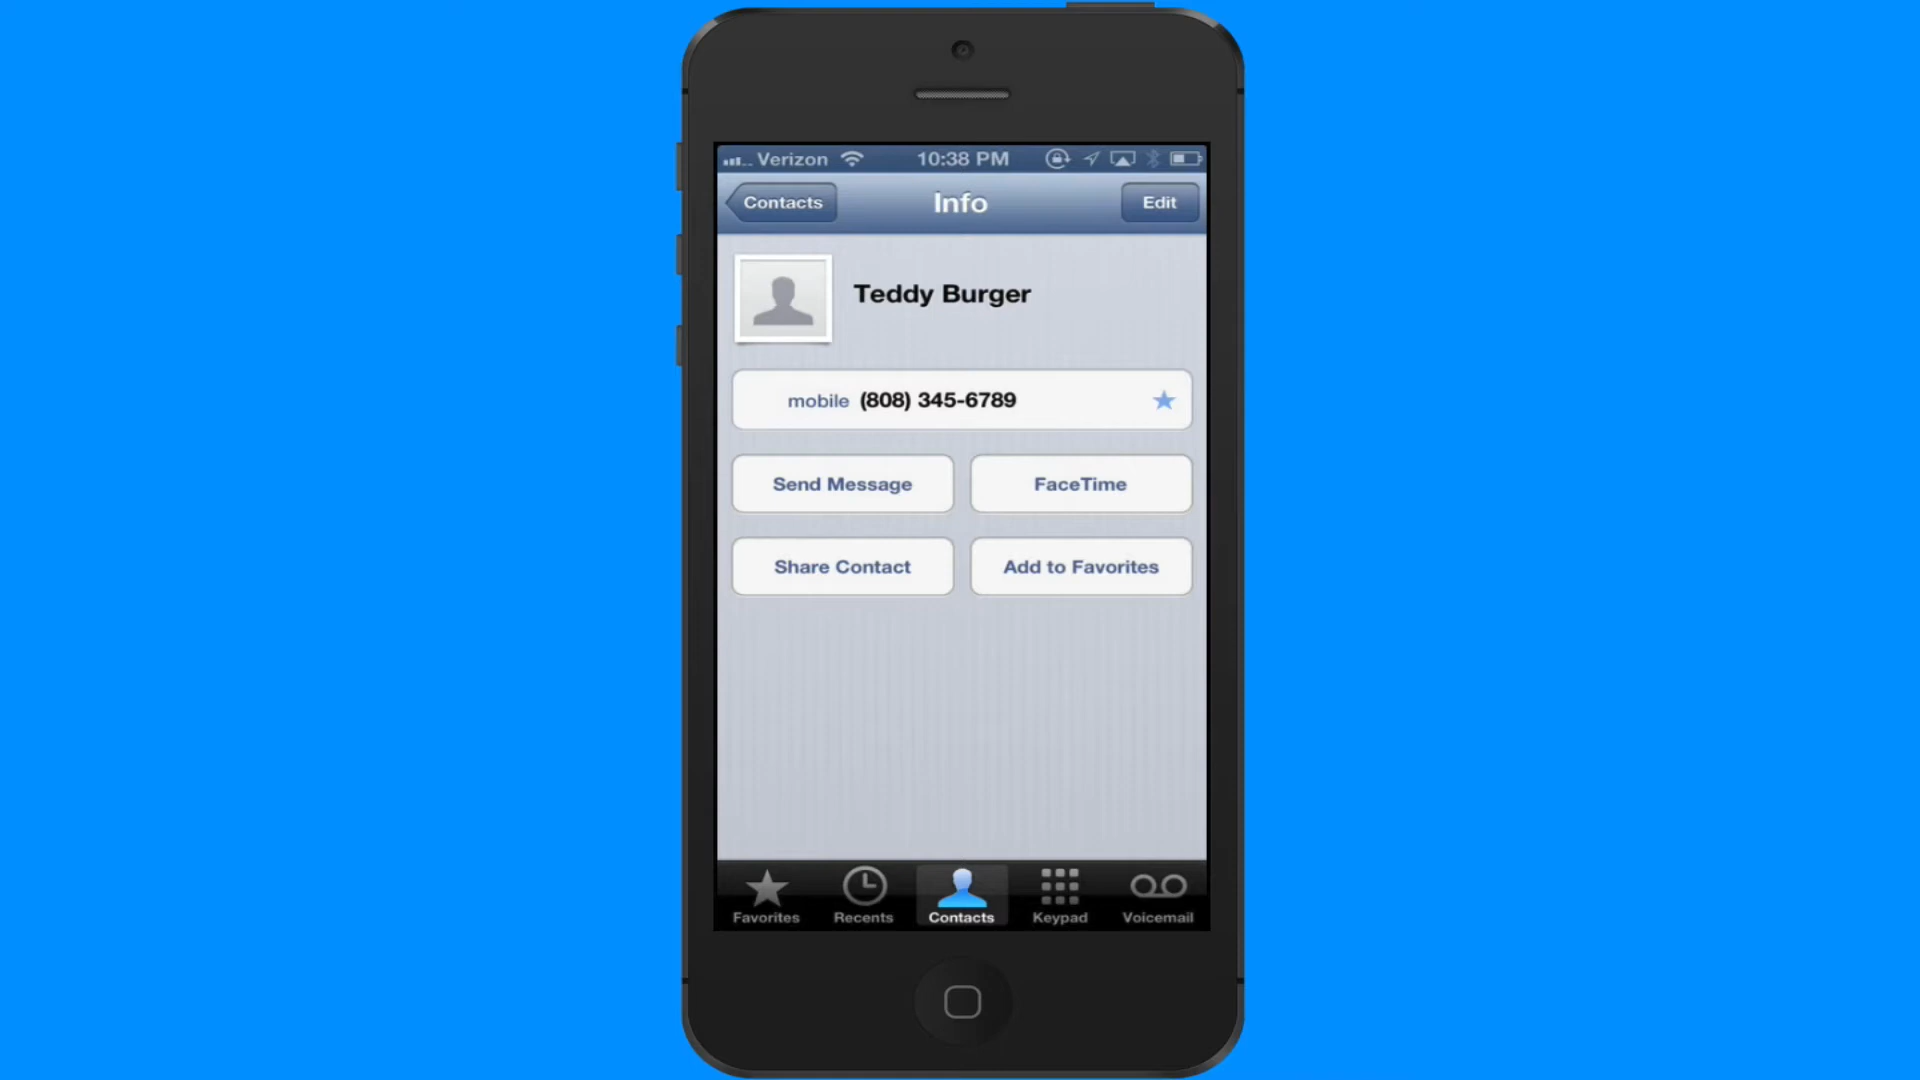 Verizon 10:38 PM
Contacts Info Edit
Teddy Burger
mobile (808) 345-6789
Send Message FaceTime
Share Contact Add to Favorites
Favorites Recents Contacts Keypad Voicemail